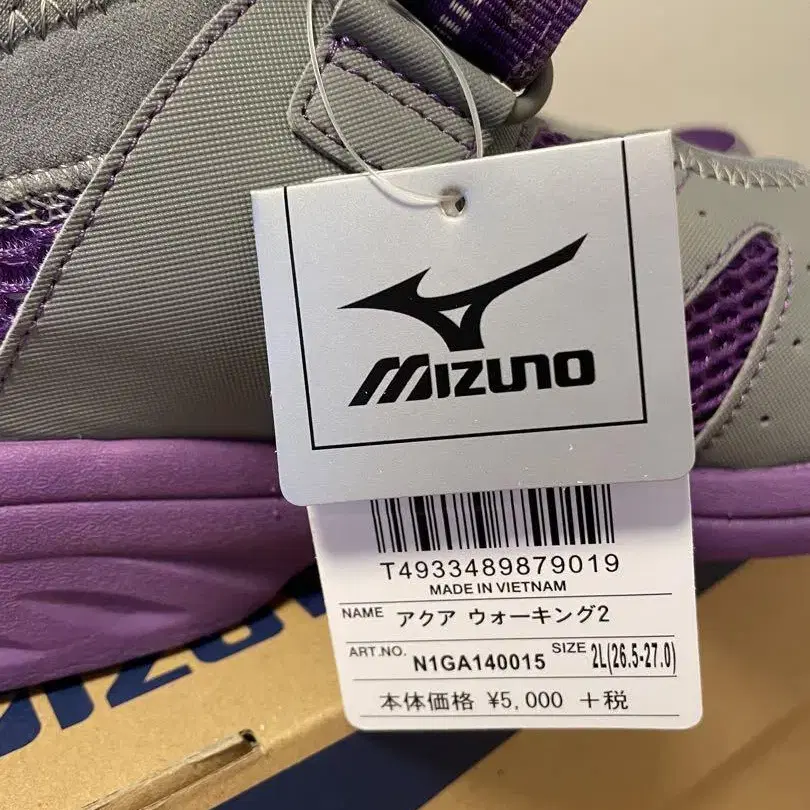 MIZUNO
T4933489879019
MADE IN VIETNAM
NAME アクア ウォーキング2
ART.NO. N1GA140015 SIZE 2L(26.5-27.0)
本体価格 ¥5,000 +税
MIZUNO